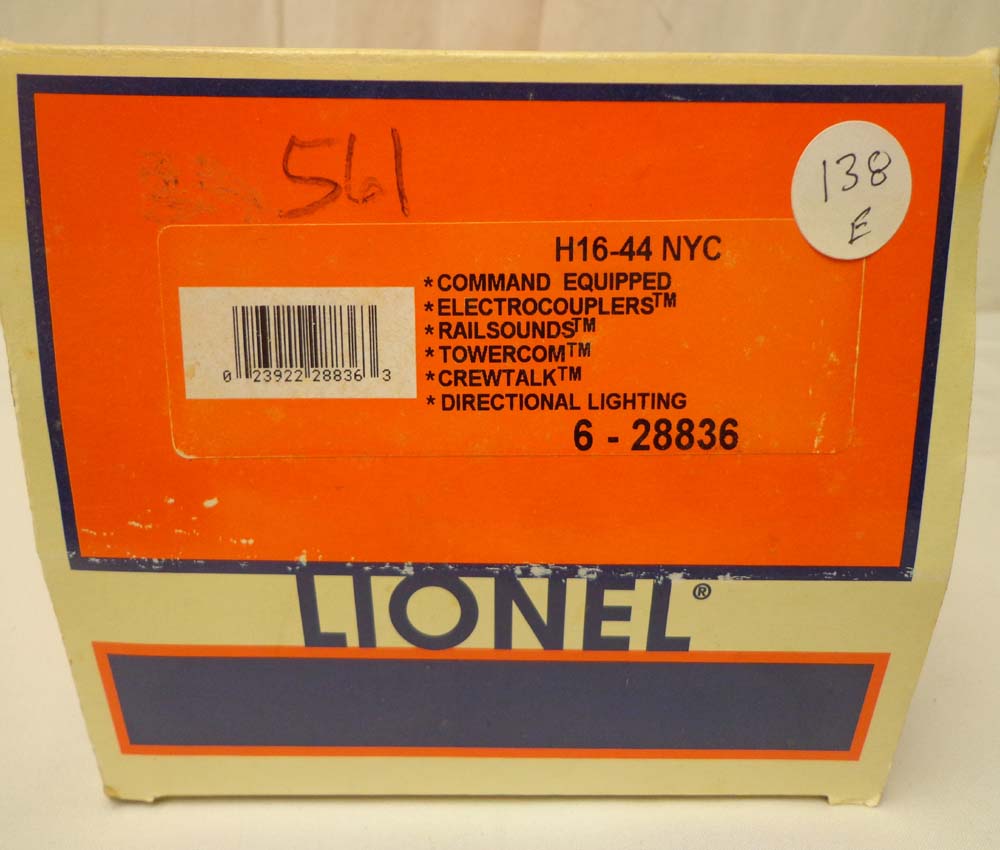 561
138
E
H16-44 NYC
*COMMAND EQUIPPED
*ELECTROCOUPLERS™
*RAILSOUNDS™
*TOWERCOM™
*CREWTALK™
*DIRECTIONAL LIGHTING
6 - 28836
0 23922 28836 3
LIONEL®